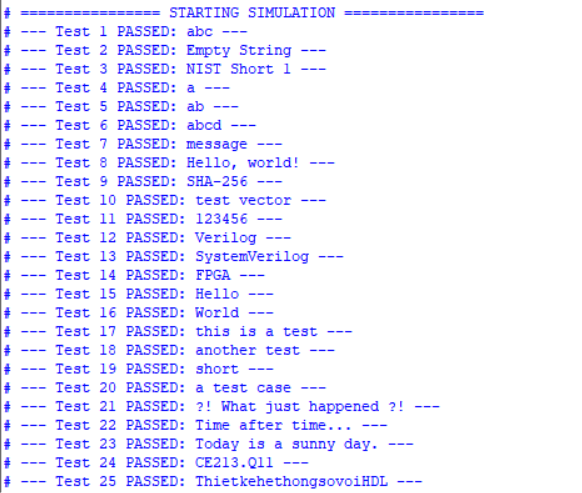 # ================ STARTING SIMULATION ================
# --- Test 1 PASSED: abc ---
# --- Test 2 PASSED: Empty String ---
# --- Test 3 PASSED: NIST Short 1 ---
# --- Test 4 PASSED: a ---
# --- Test 5 PASSED: ab ---
# --- Test 6 PASSED: abcd ---
# --- Test 7 PASSED: message ---
# --- Test 8 PASSED: Hello, world! ---
# --- Test 9 PASSED: SHA-256 ---
# --- Test 10 PASSED: test vector ---
# --- Test 11 PASSED: 123456 ---
# --- Test 12 PASSED: Verilog ---
# --- Test 13 PASSED: SystemVerilog ---
# --- Test 14 PASSED: FPGA ---
# --- Test 15 PASSED: Hello ---
# --- Test 16 PASSED: World ---
# --- Test 17 PASSED: this is a test ---
# --- Test 18 PASSED: another test ---
# --- Test 19 PASSED: short ---
# --- Test 20 PASSED: a test case ---
# --- Test 21 PASSED: ?! What just happened ?! ---
# --- Test 22 PASSED: Time after time... ---
# --- Test 23 PASSED: Today is a sunny day. ---
# --- Test 24 PASSED: CE213.Q11 ---
# --- Test 25 PASSED: ThietkehethongsovoiHDL ---